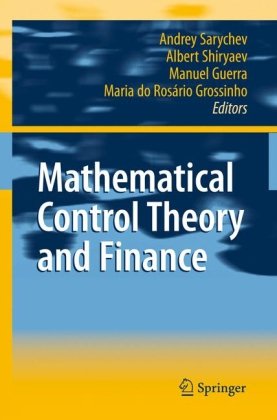 Andrey Sarychev
Albert Shiryaev
Manuel Guerra
Maria do Rosário Grossinho
Editors
Mathematical
Control Theory
and Finance
Springer